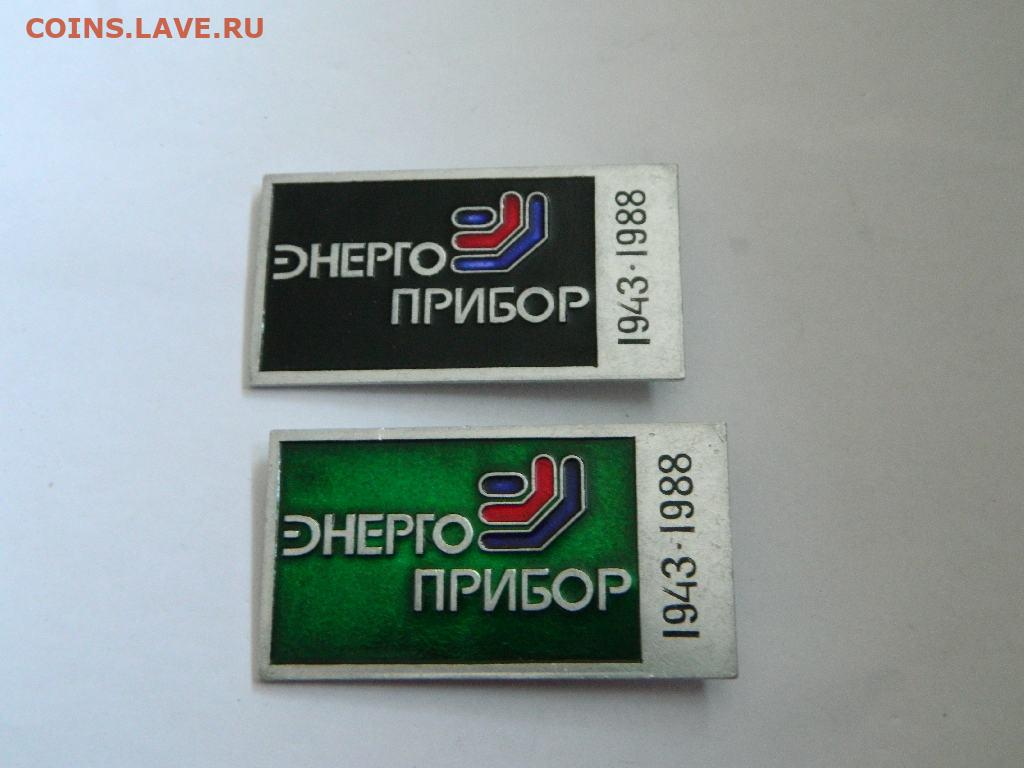 COINS.LAVE.RU
ЭНЕРГО
ПРИБОР
1943·1988
ЭНЕРГО
ПРИБОР
1943·1988